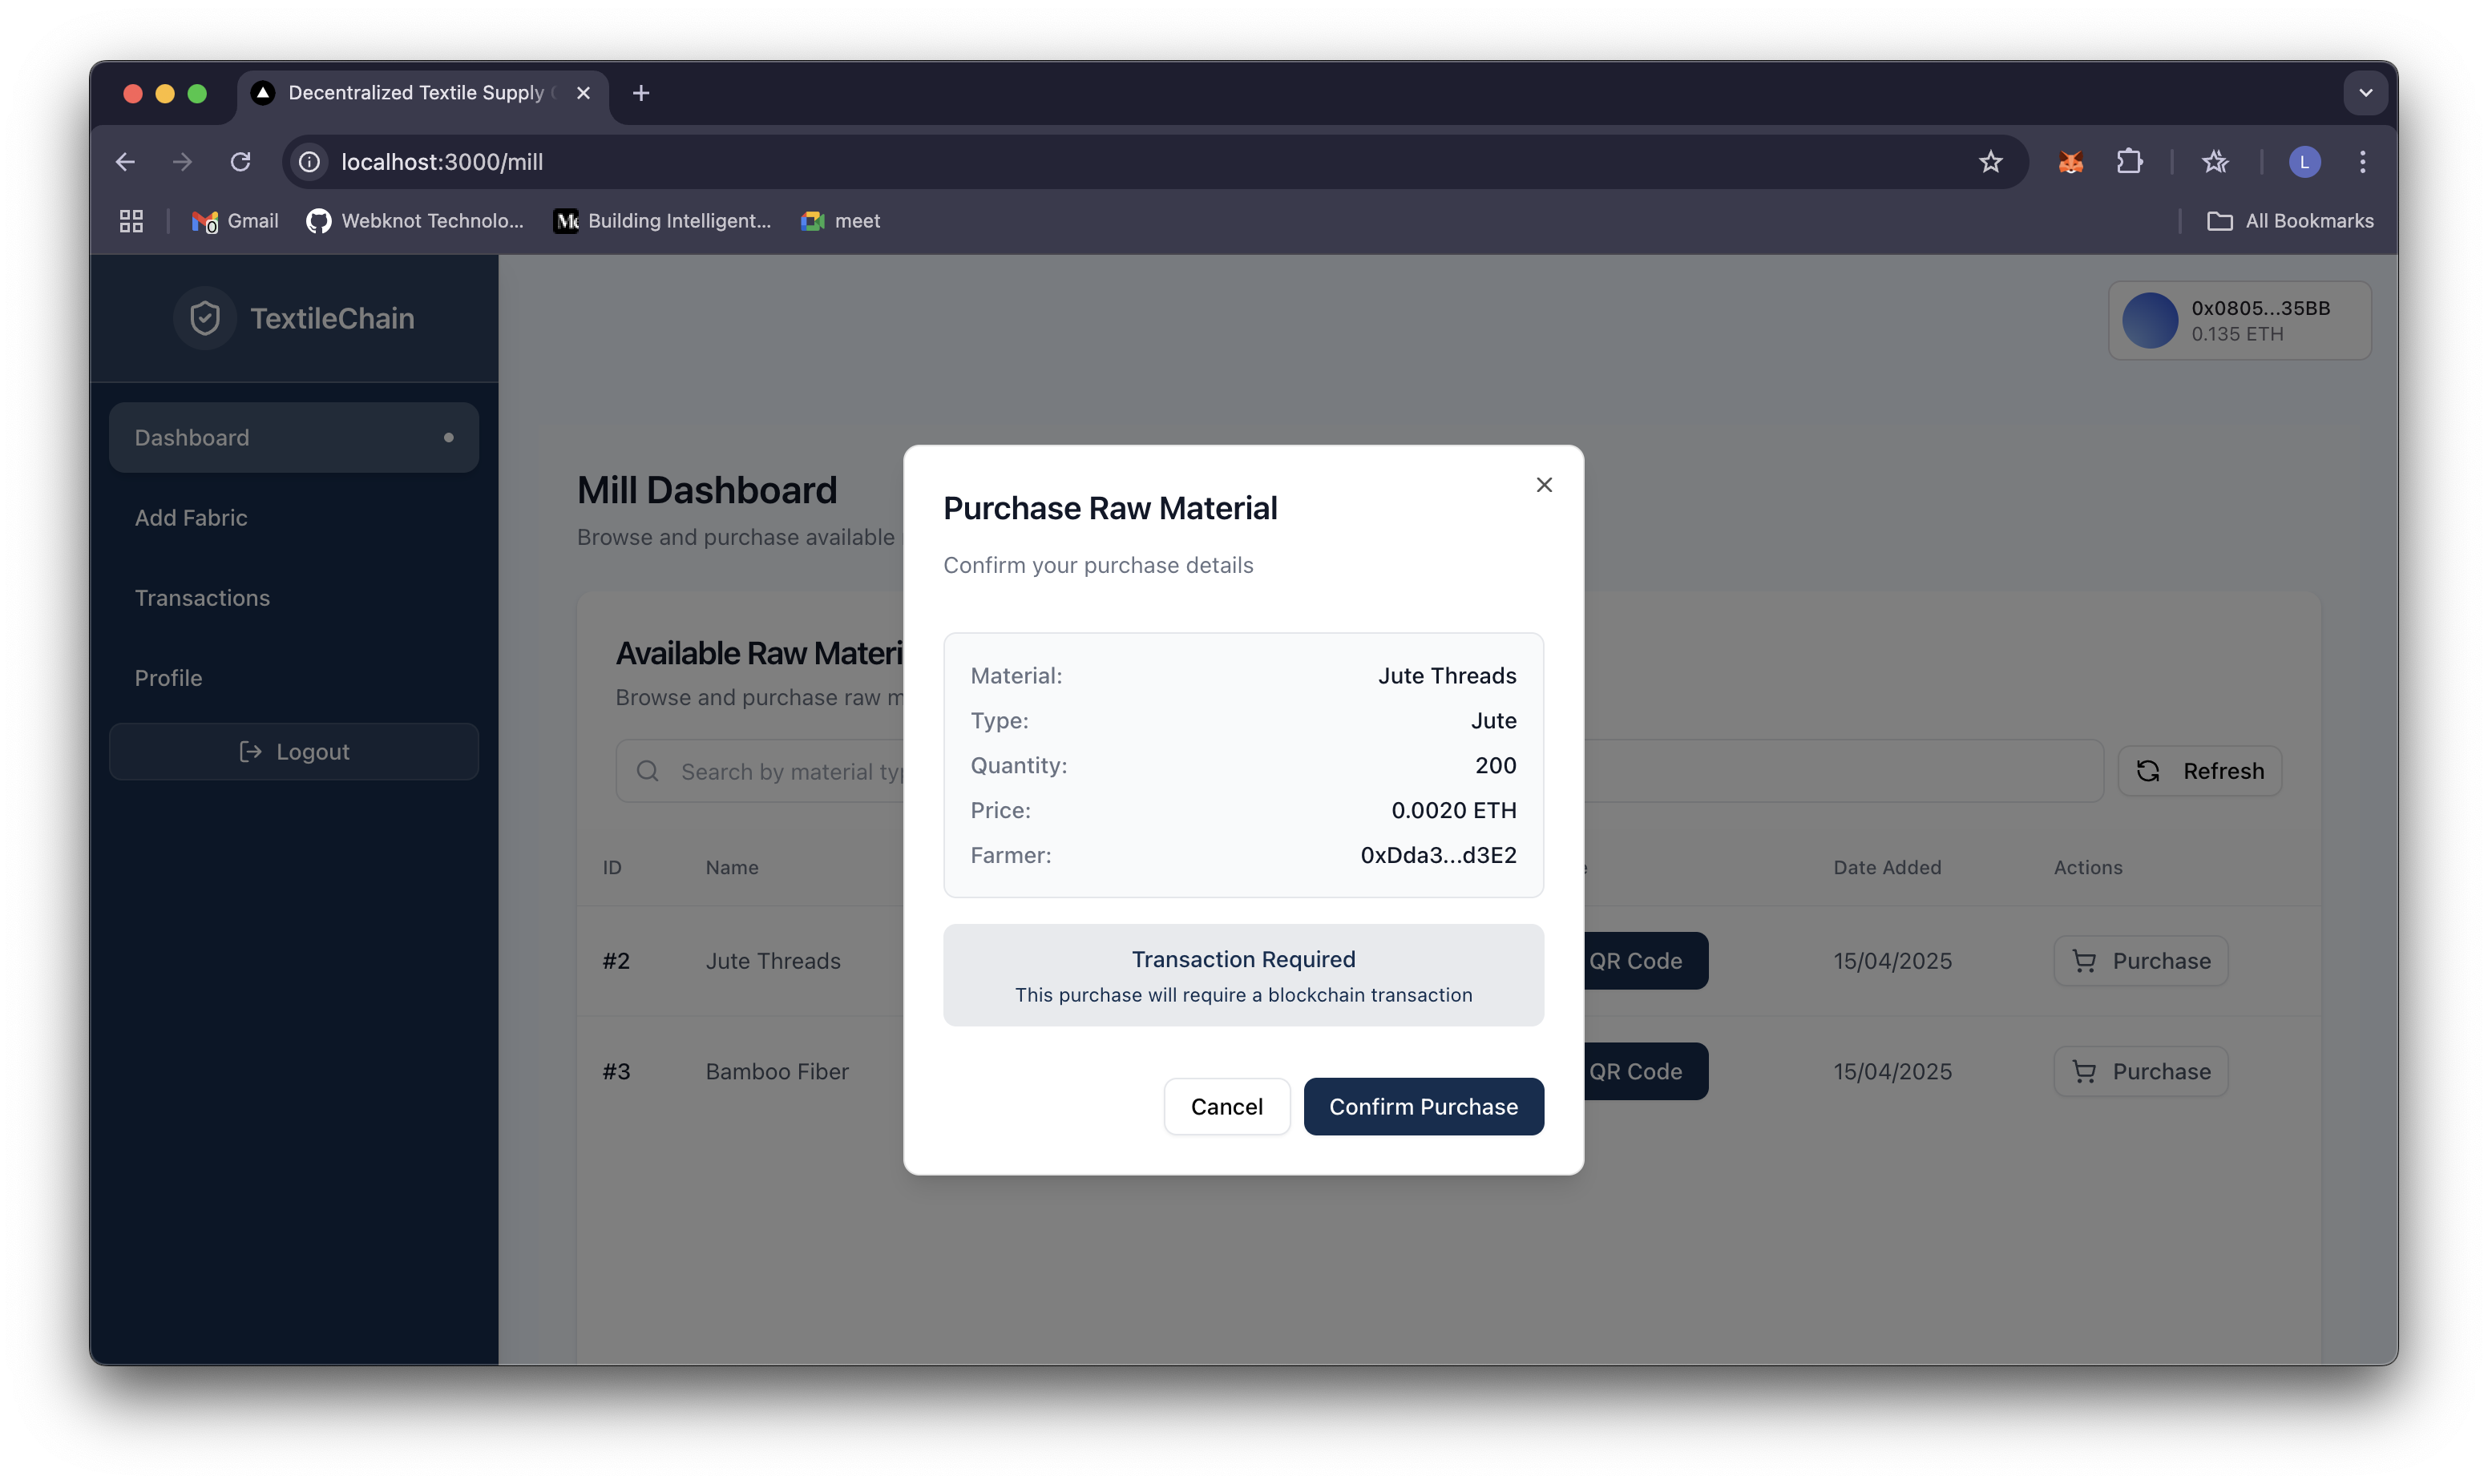 Decentralized Textile Supply
localhost:3000/mill
L
Gmail
Webknot Technolo...
Building Intelligent...
meet
All Bookmarks
TextileChain
0x0805...35BB
0.135 ETH
Dashboard
Add Fabric
Transactions
Profile
Logout
Mill Dashboard
Browse and purchase available
Available Raw Materi
Browse and purchase raw m
Search by material typ
Refresh
ID Name Date Added Actions
#2 Jute Threads QR Code 15/04/2025 Purchase
#3 Bamboo Fiber QR Code 15/04/2025 Purchase
Purchase Raw Material
Confirm your purchase details
Material: Jute Threads
Type: Jute
Quantity: 200
Price: 0.0020 ETH
Farmer: 0xDda3...d3E2
Transaction Required
This purchase will require a blockchain transaction
Cancel Confirm Purchase